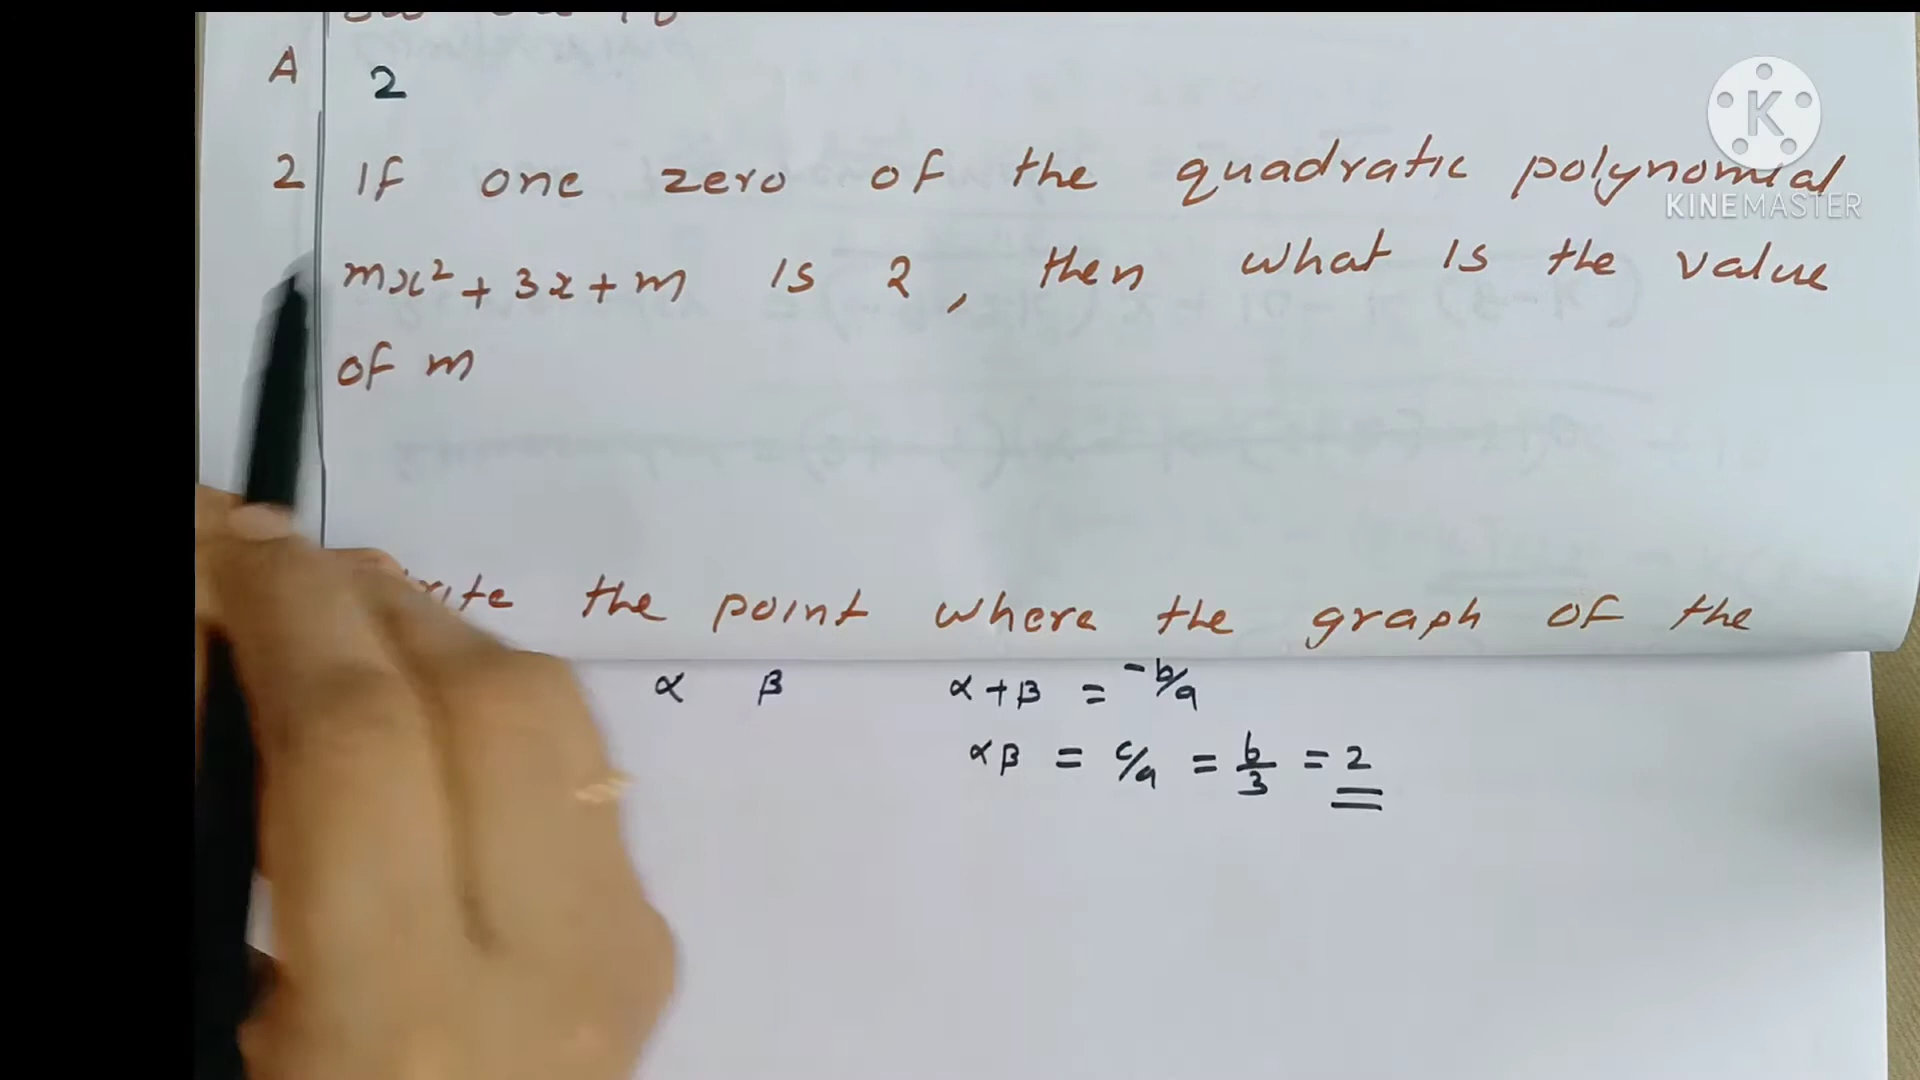 A 2
2 If one zero of the quadratic polynomial
mx² + 3x + m is 2, then what is the value
of m
the point where the graph of the
α β α + β = -b/a
αβ = c/a = 6/3 = 2
K
KINEMASTER